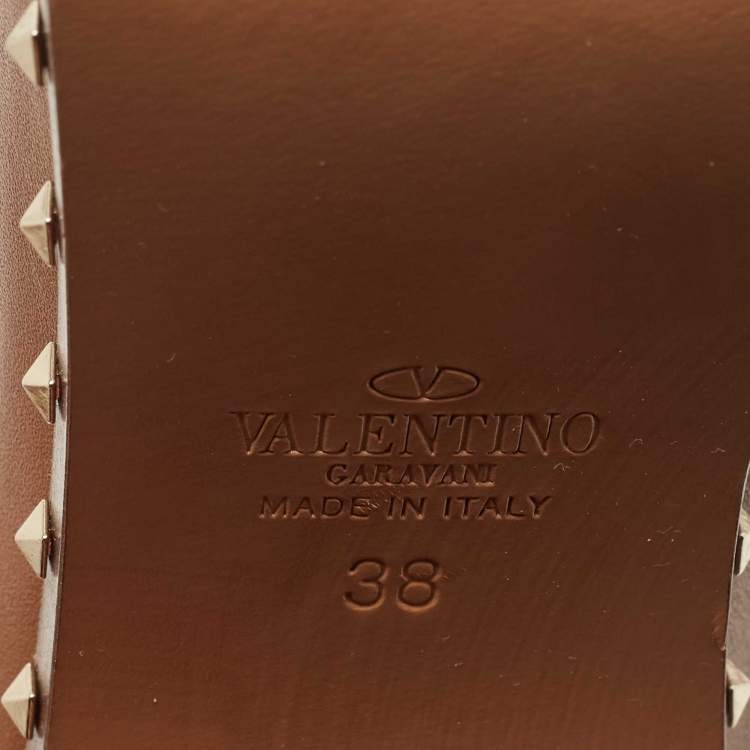 VALENTINO
GARAVANI
MADE IN ITALY
38